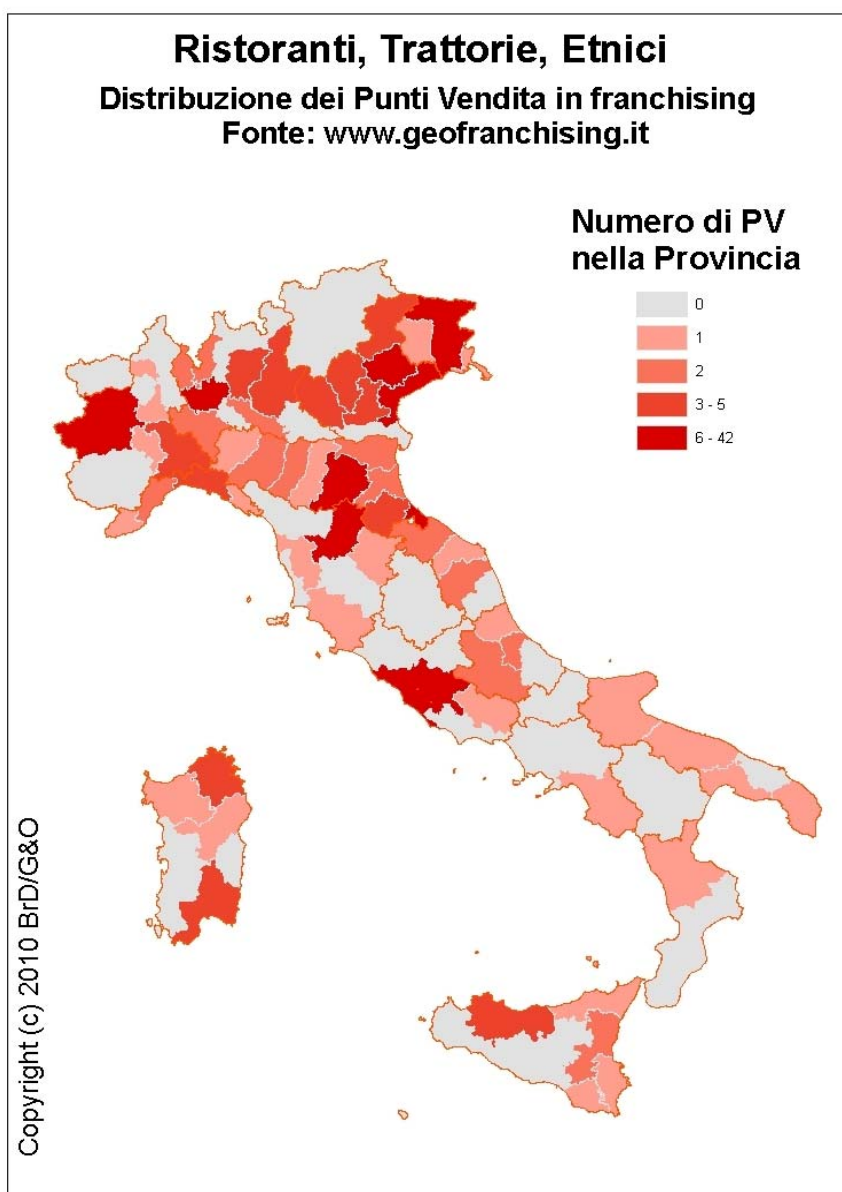 Ristoranti, Trattorie, Etnici
Distribuzione dei Punti Vendita in franchising
Fonte: www.geofranchising.it
Numero di PV
nella Provincia
0
1
2
3 - 5
6 - 42
Copyright (c) 2010 BrD/G&O